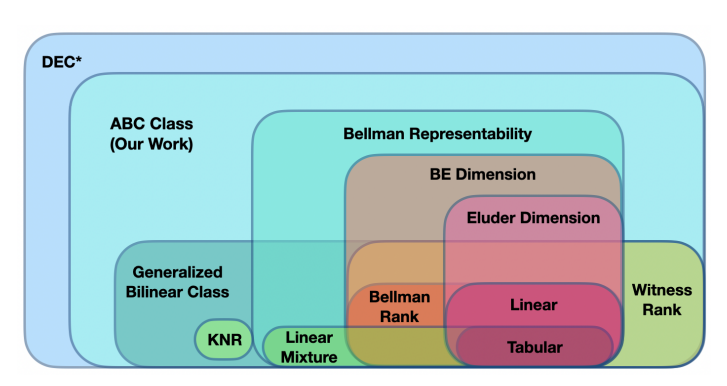 DEC*
ABC Class
(Our Work)
Bellman Representability
BE Dimension
Eluder Dimension
Generalized
Bilinear Class
Bellman
Rank
Linear
Witness
Rank
KNR
Linear
Mixture
Tabular